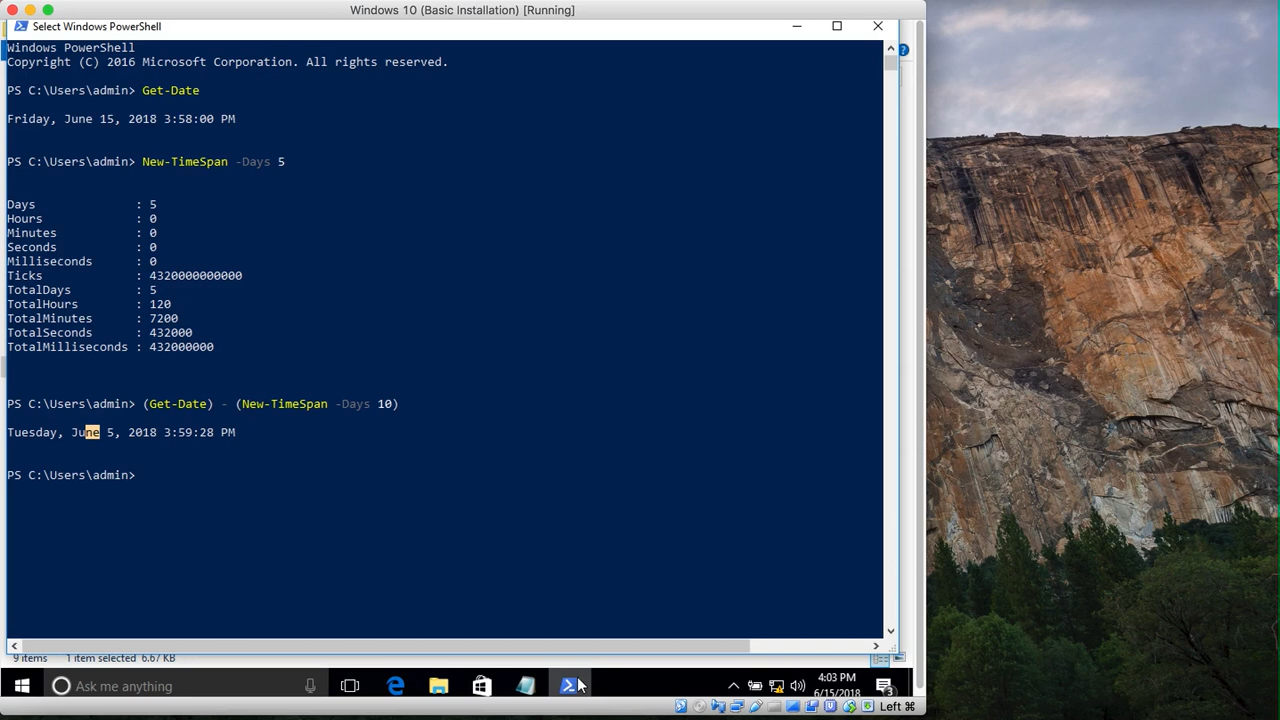 Windows 10 (Basic Installation) [Running]
Select Windows PowerShell
Windows PowerShell
Copyright (C) 2016 Microsoft Corporation. All rights reserved.
PS C:\Users\admin> Get-Date
Friday, June 15, 2018 3:58:00 PM
PS C:\Users\admin> New-TimeSpan -Days 5
Days : 5
Hours : 0
Minutes : 0
Seconds : 0
Milliseconds : 0
Ticks : 4320000000000
TotalDays : 5
TotalHours : 120
TotalMinutes : 7200
TotalSeconds : 432000
TotalMilliseconds : 432000000
PS C:\Users\admin> (Get-Date) - (New-TimeSpan -Days 10)
Tuesday, June 5, 2018 3:59:28 PM
PS C:\Users\admin>
9 items 1 item selected 6.67 KB
Ask me anything
4:03 PM
6/15/2018
3
Left ⌘